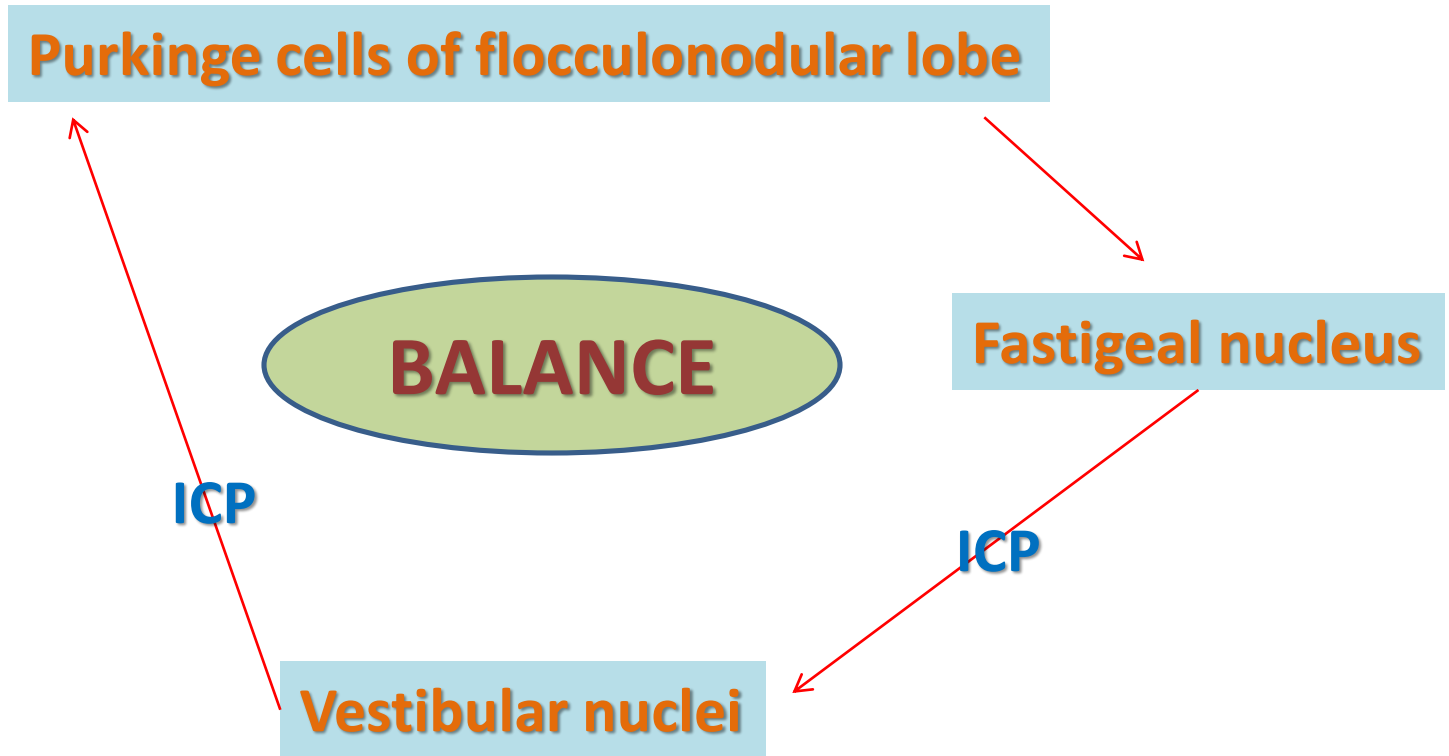 Purkinge cells of flocculonodular lobe
Fastigeal nucleus
BALANCE
ICP
ICP
Vestibular nuclei